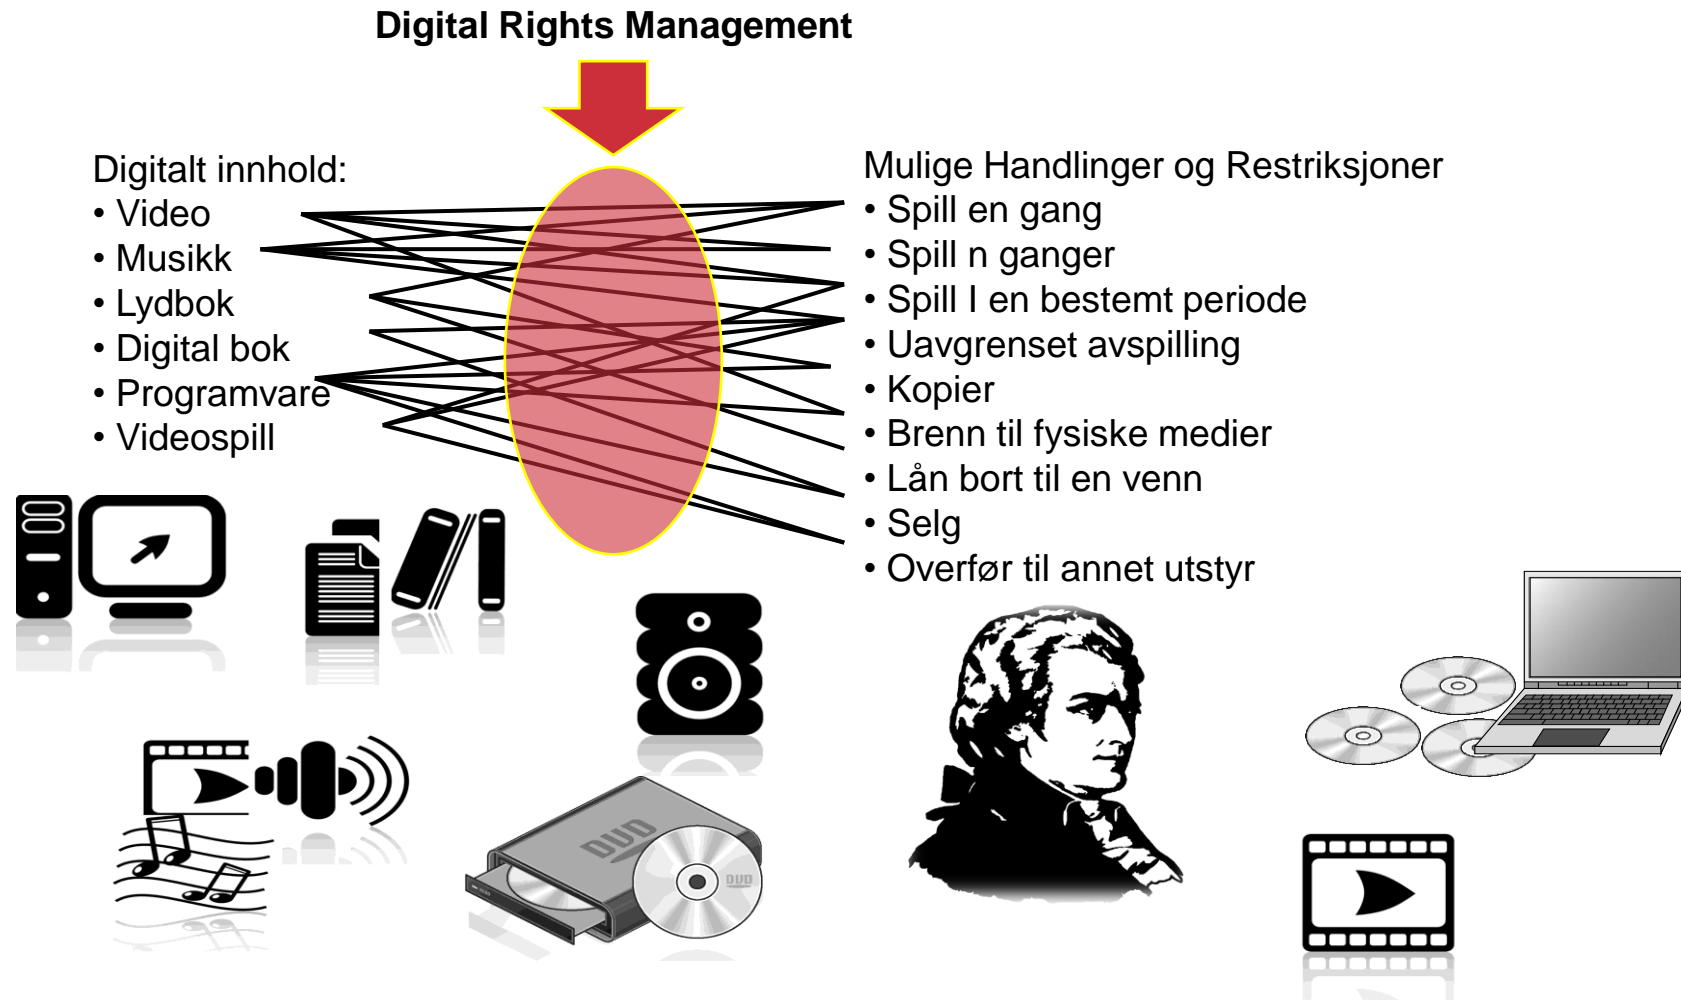 Digital Rights Management
Digitalt innhold:
• Video
• Musikk
• Lydbok
• Digital bok
• Programvare
• Videospill
Mulige Handlinger og Restriksjoner
• Spill en gang
• Spill n ganger
• Spill I en bestemt periode
• Uavgrenset avspilling
• Kopier
• Brenn til fysiske medier
• Lån bort til en venn
• Selg
• Overfør til annet utstyr
DVD
DVD